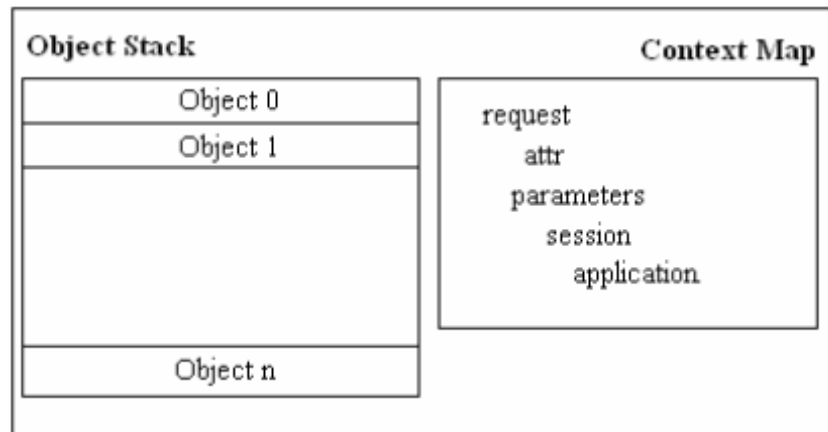 Object Stack
Object 0
Object 1
Object n
Context Map
request
attr
parameters
session
application